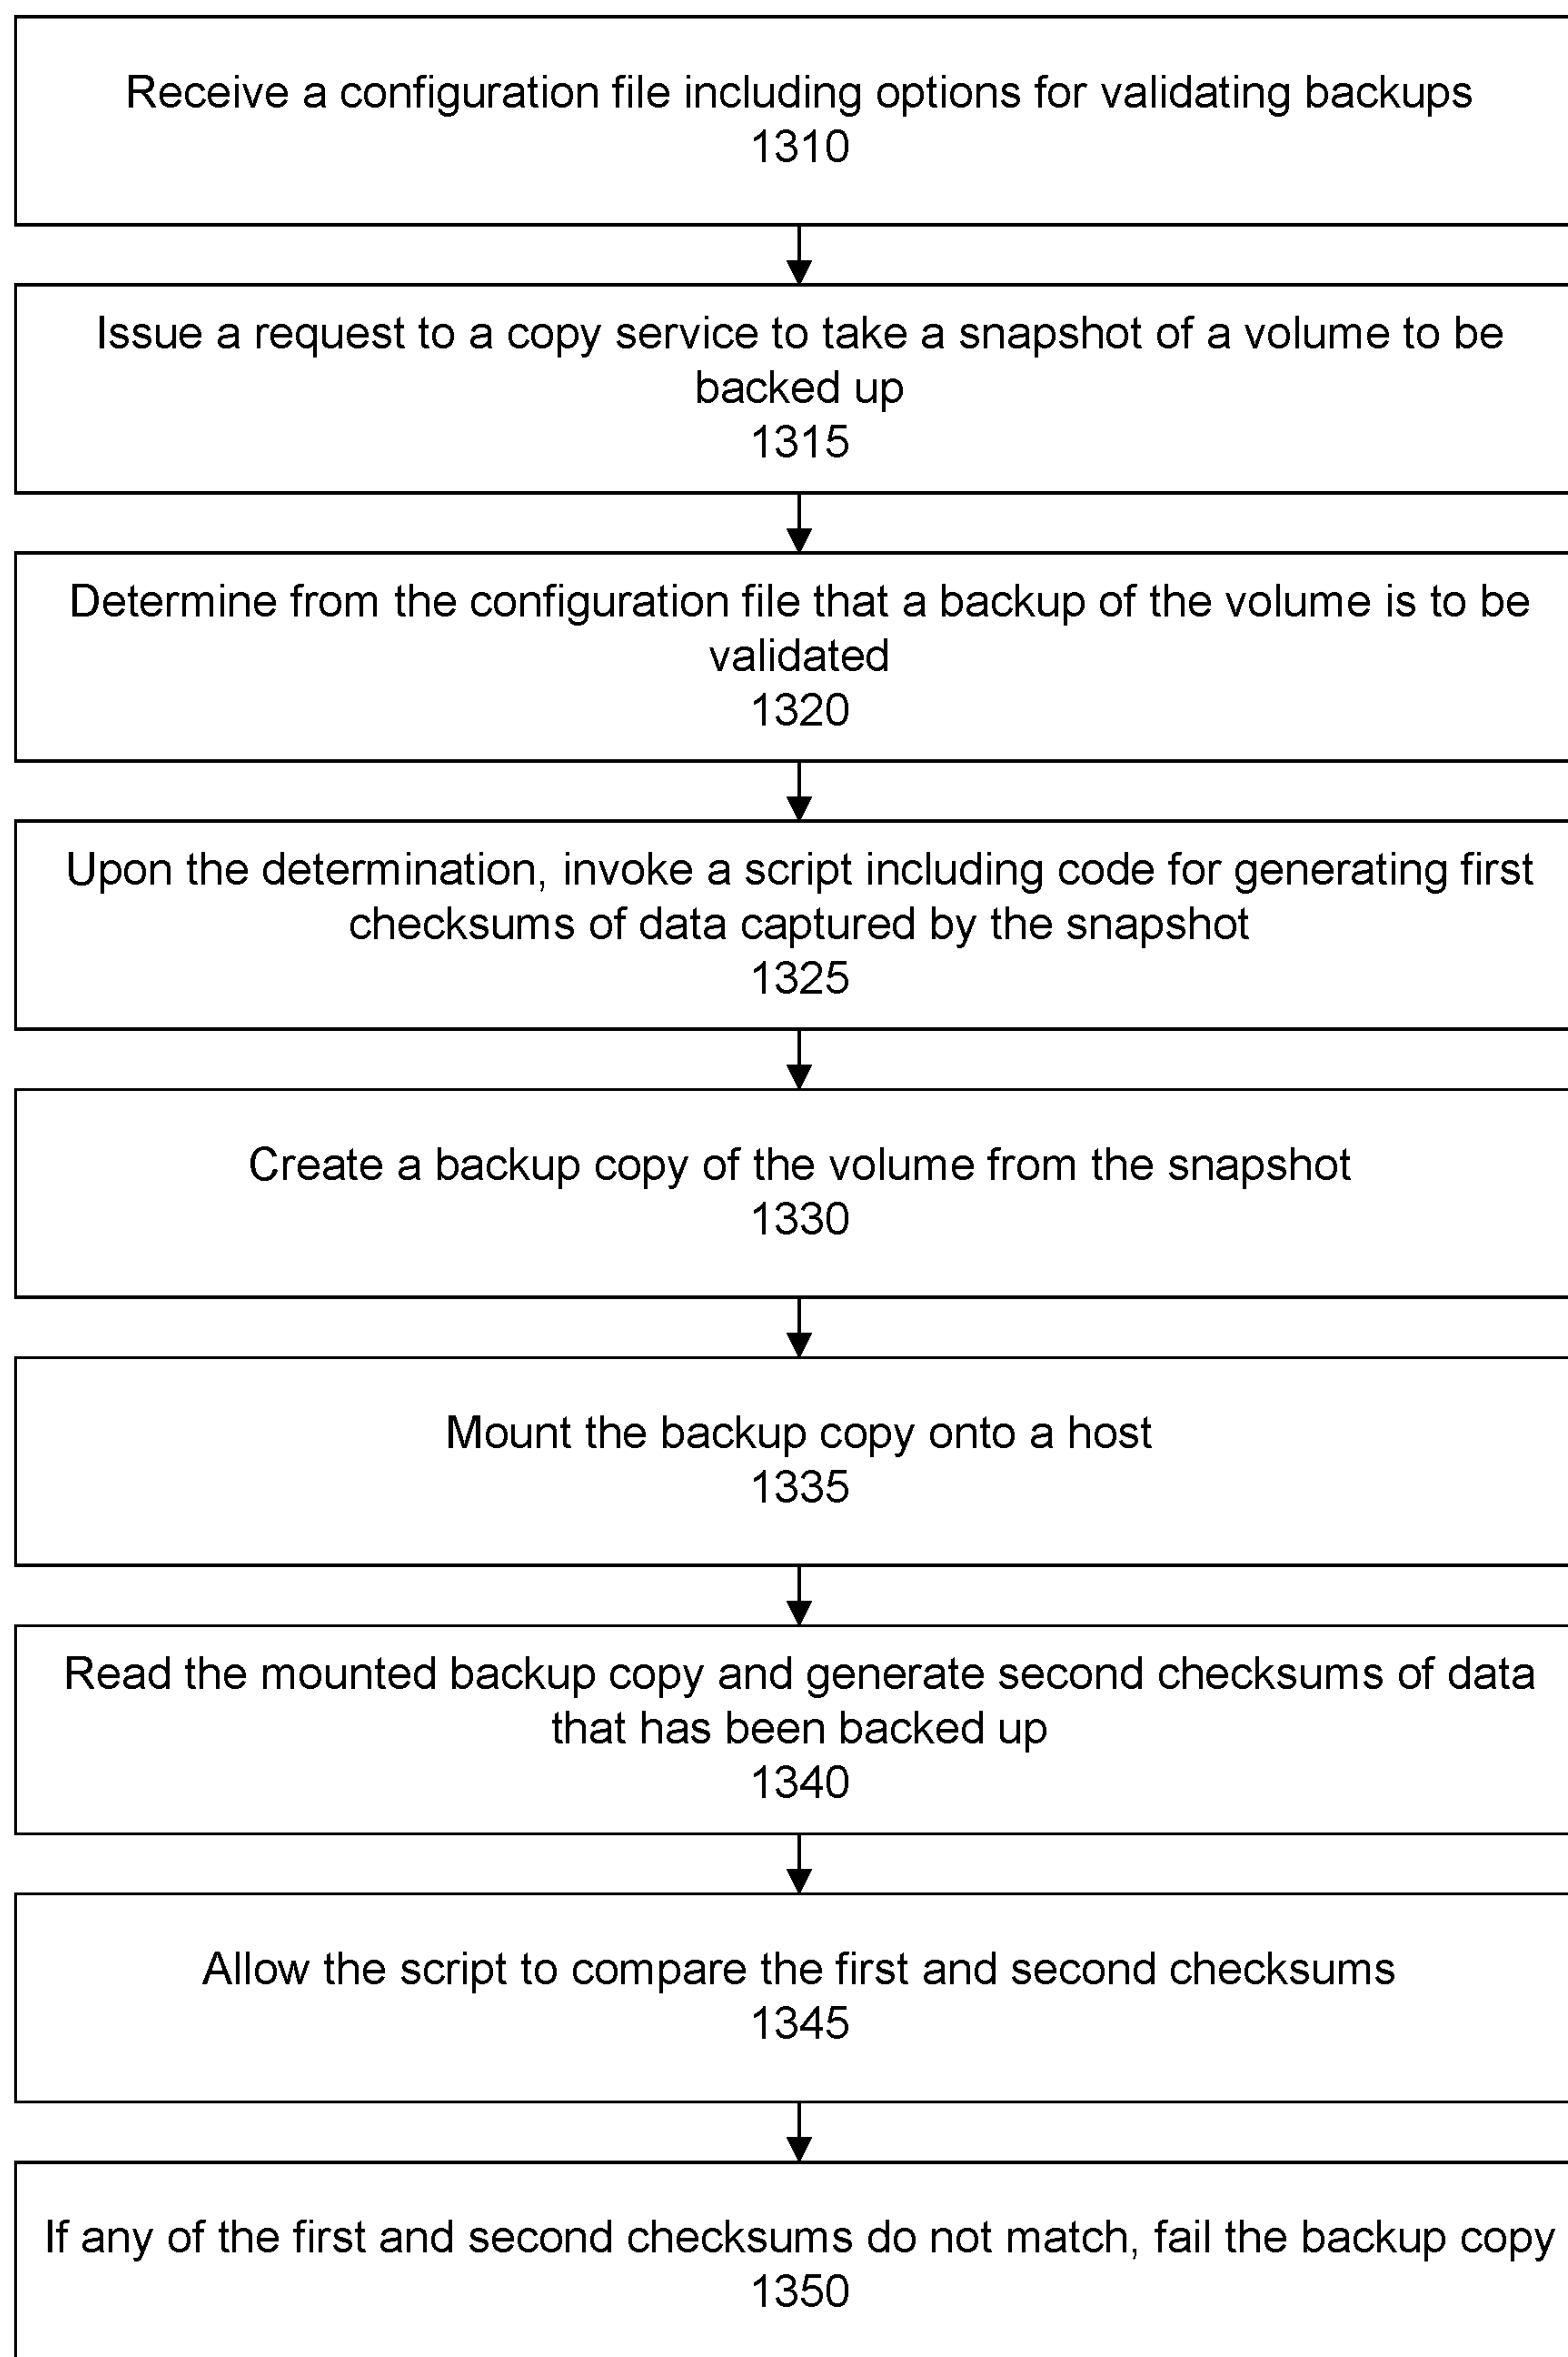 Receive a configuration file including options for validating backups
1310
Issue a request to a copy service to take a snapshot of a volume to be
backed up
1315
Determine from the configuration file that a backup of the volume is to be
validated
1320
Upon the determination, invoke a script including code for generating first
checksums of data captured by the snapshot
1325
Create a backup copy of the volume from the snapshot
1330
Mount the backup copy onto a host
1335
Read the mounted backup copy and generate second checksums of data
that has been backed up
1340
Allow the script to compare the first and second checksums
1345
If any of the first and second checksums do not match, fail the backup copy
1350